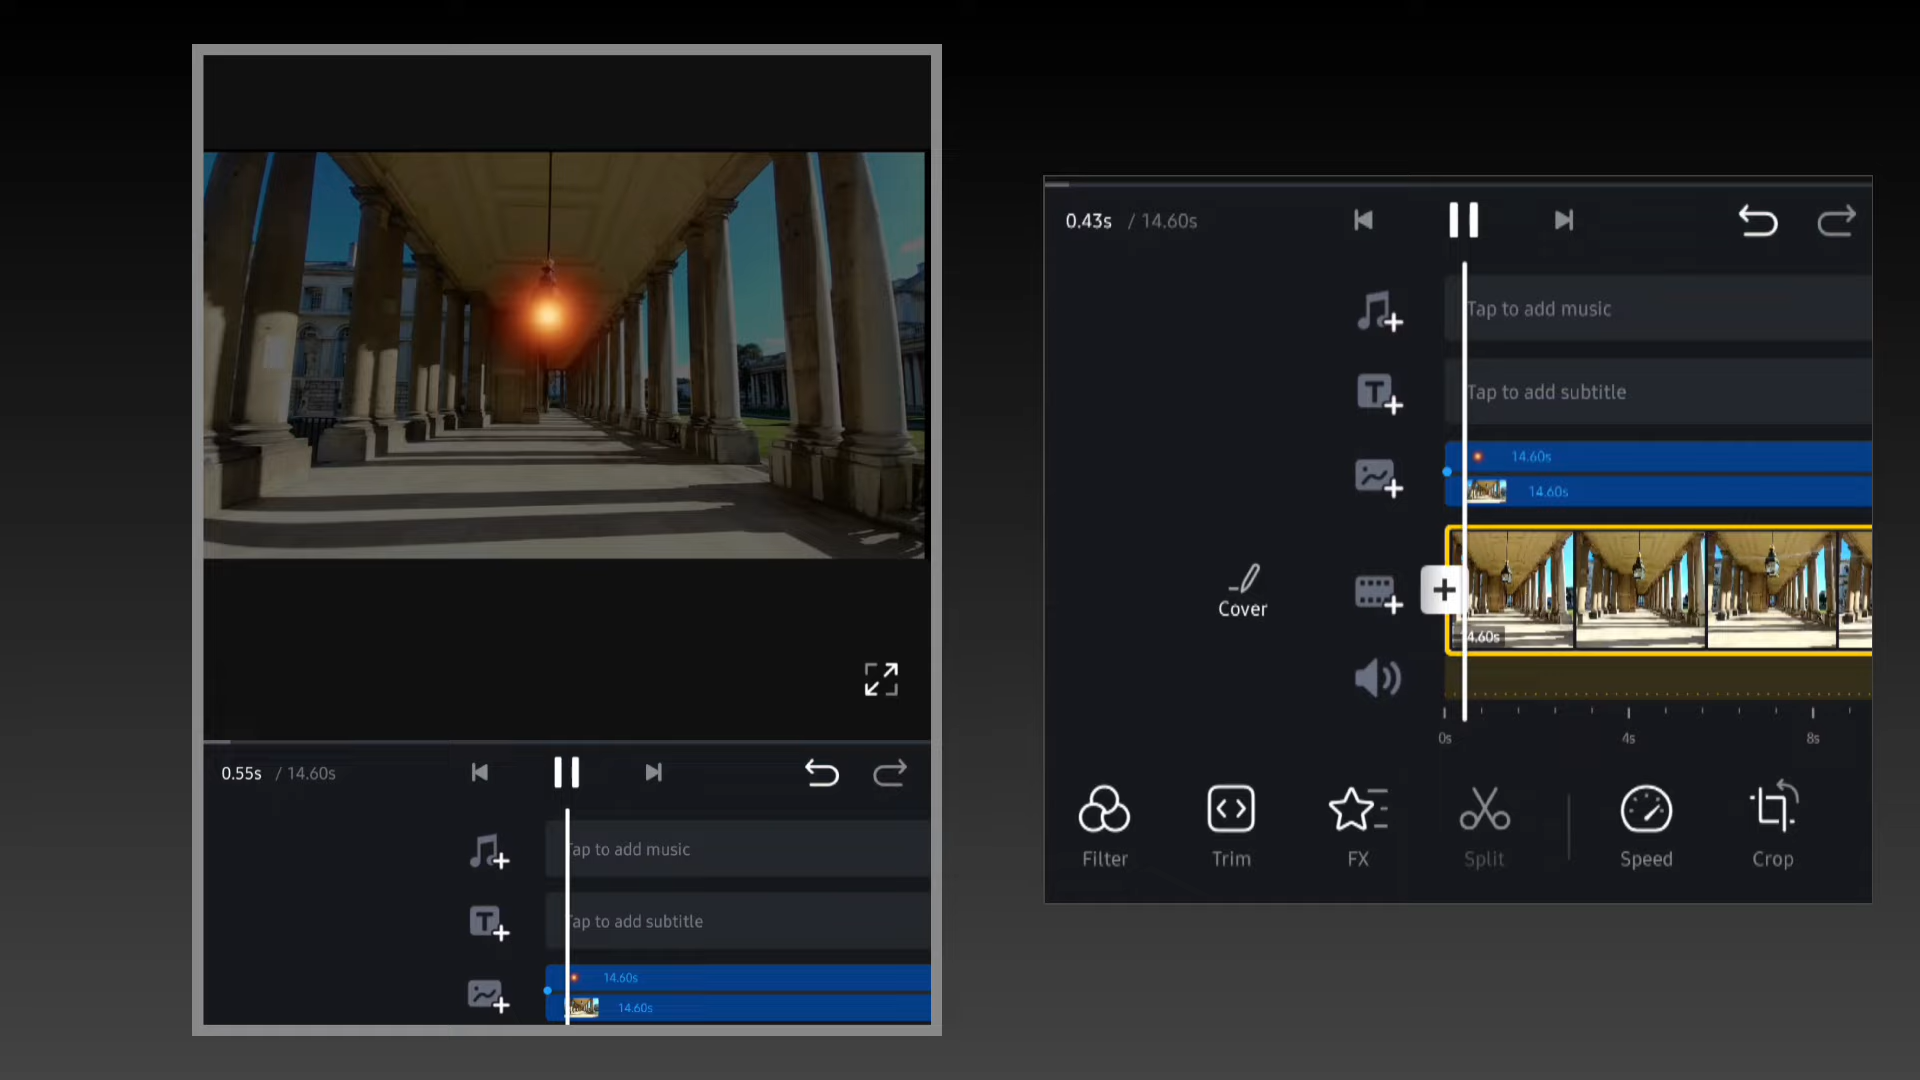 0.55s / 14.60s
Tap to add music
Tap to add subtitle
14.60s
14.60s
0.43s / 14.60s
Tap to add music
Tap to add subtitle
14.60s
14.60s
Cover
4.60s
0s 4s 8s
Filter Trim FX Split Speed Crop